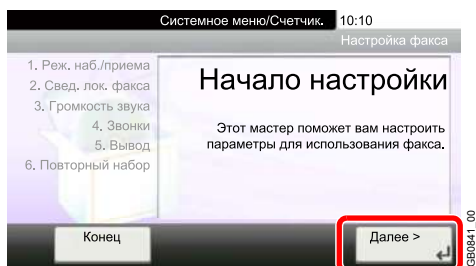 Системное меню/Счетчик.
10:10
Настройка факса
1. Реж. наб./приема
2. Свед. лок. факса
3. Громкость звука
4. Звонки
5. Вывод
6. Повторный набор
Начало настройки
Этот мастер поможет вам настроить
параметры для использования факса.
Конец
Далее >
GB0841_00